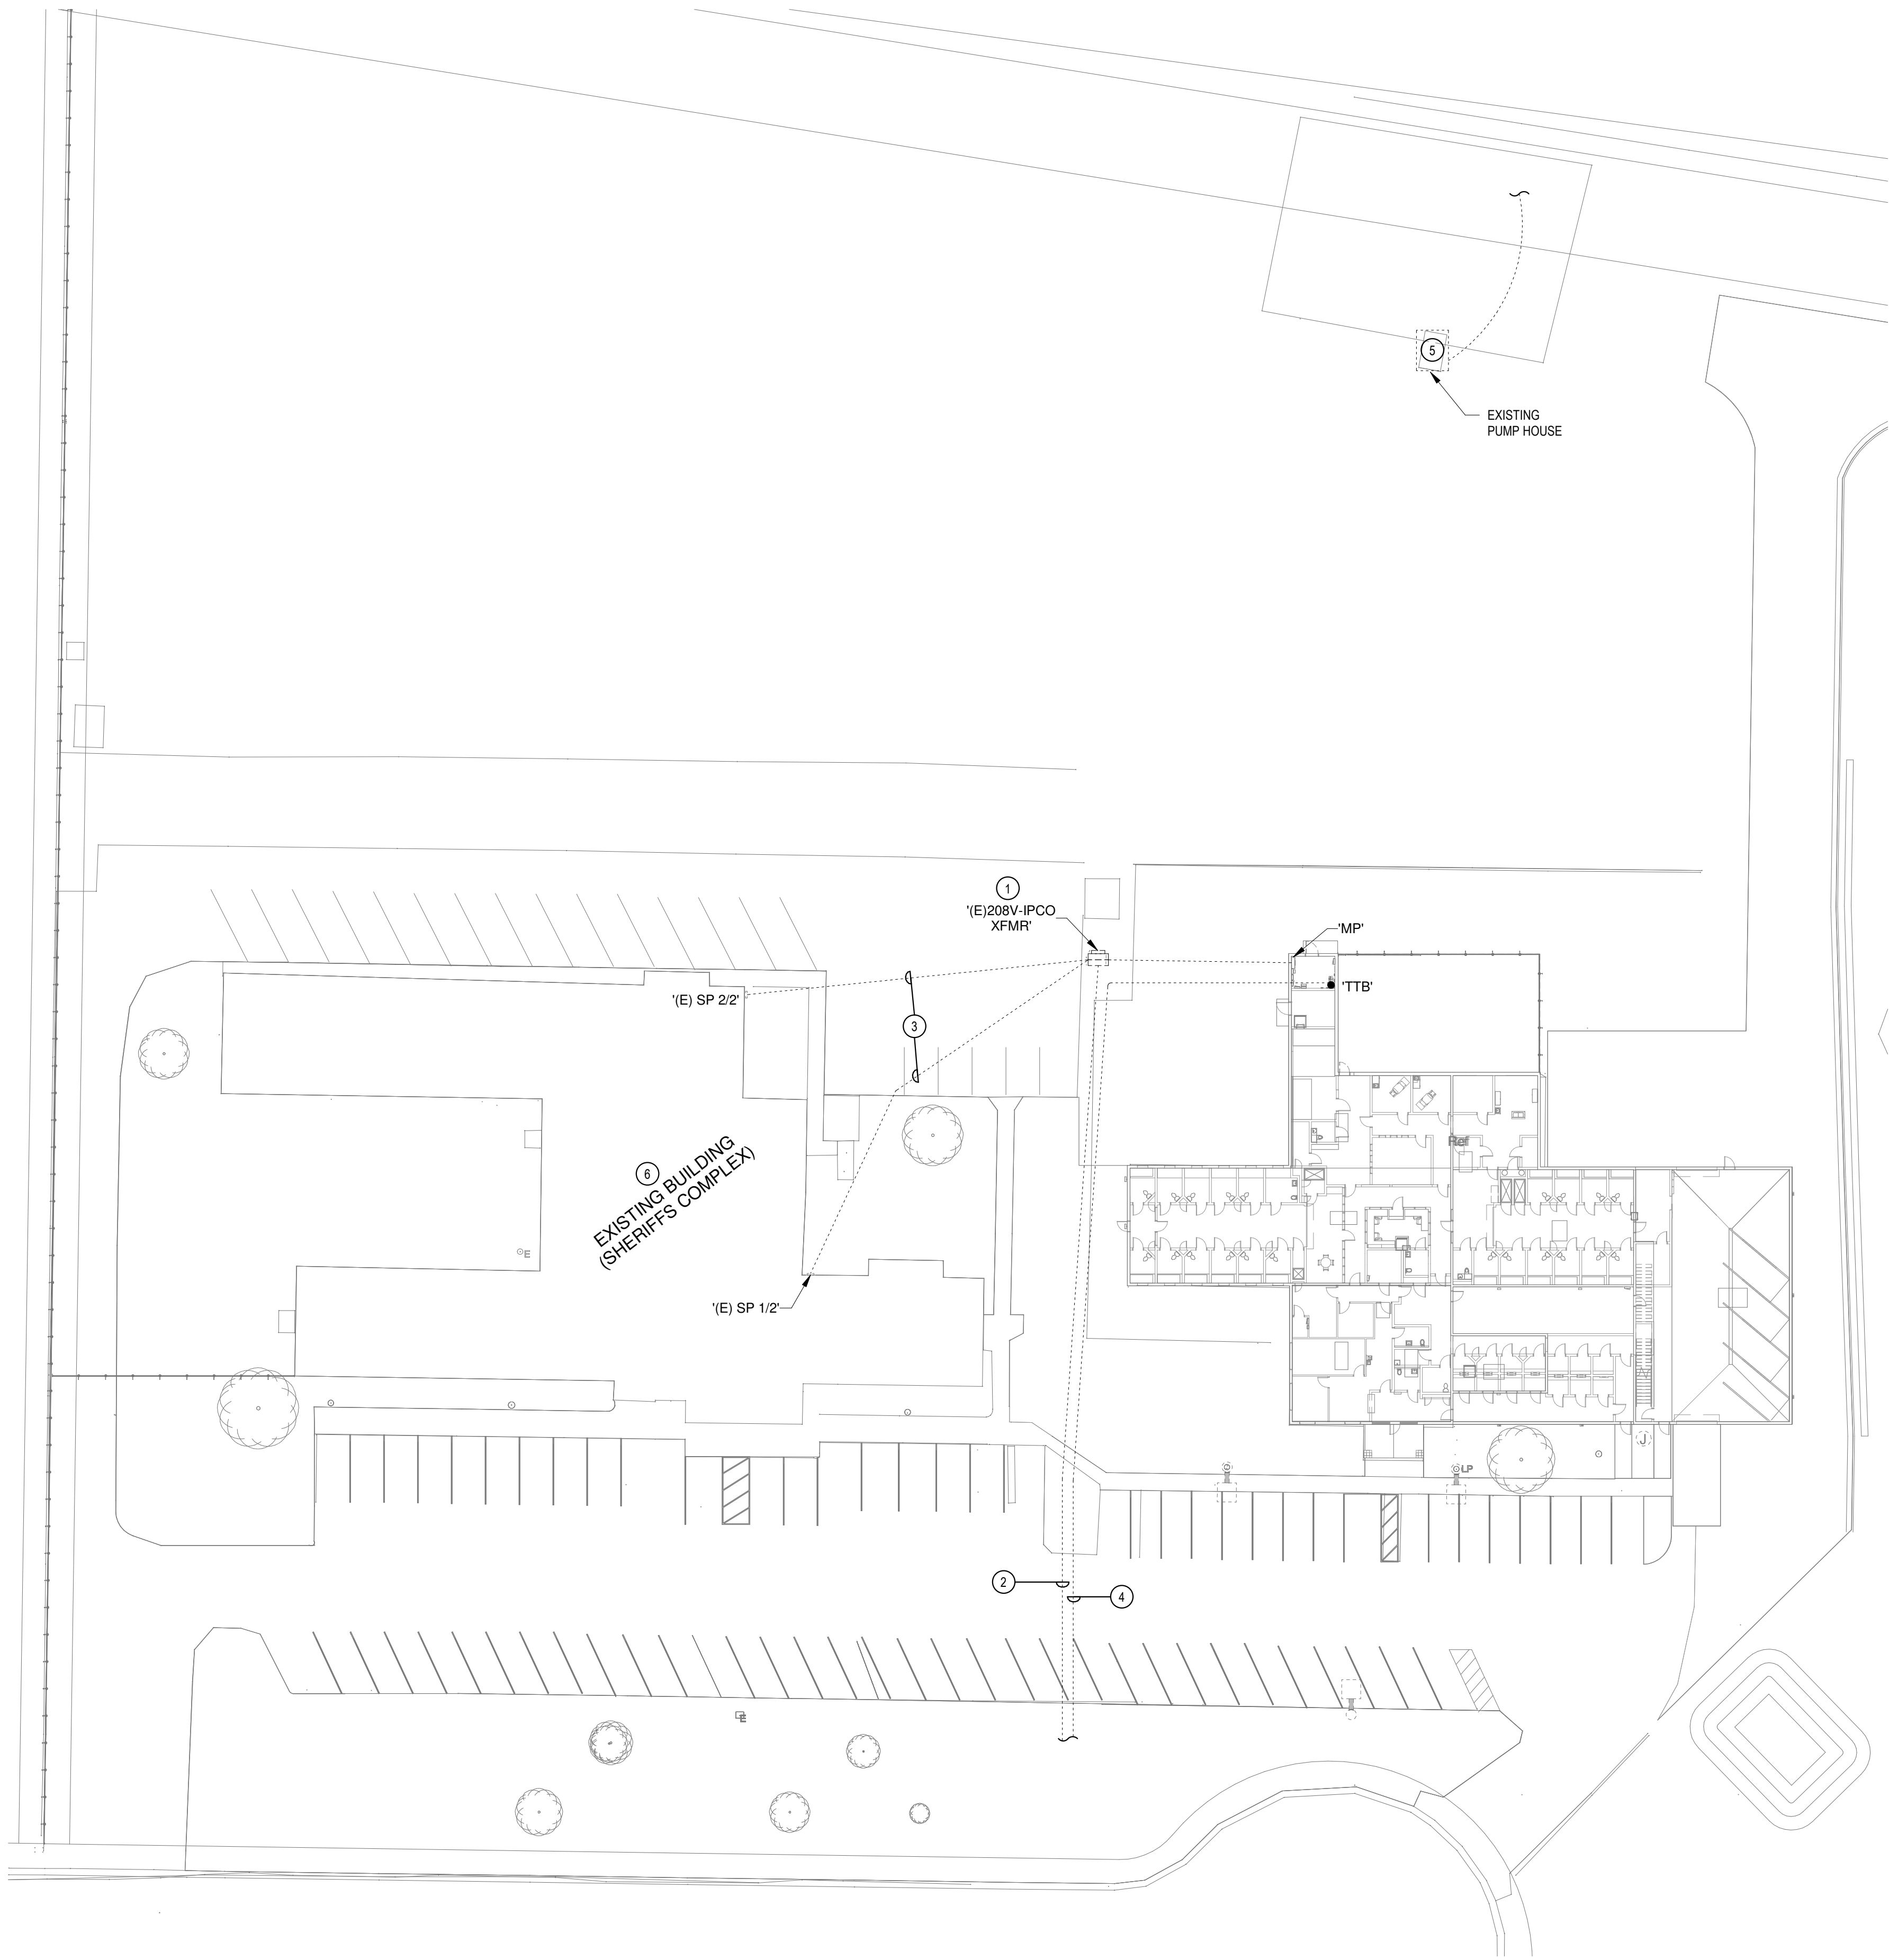 5
EXISTING
PUMP HOUSE
1
'(E)208V-IPCO
XFMR'
'MP'
'(E) SP 2/2'
'TTB'
3
Ref
6
EXISTING BUILDING
(SHERIFFS COMPLEX)
E
'(E) SP 1/2'
J
LP
2
4
E